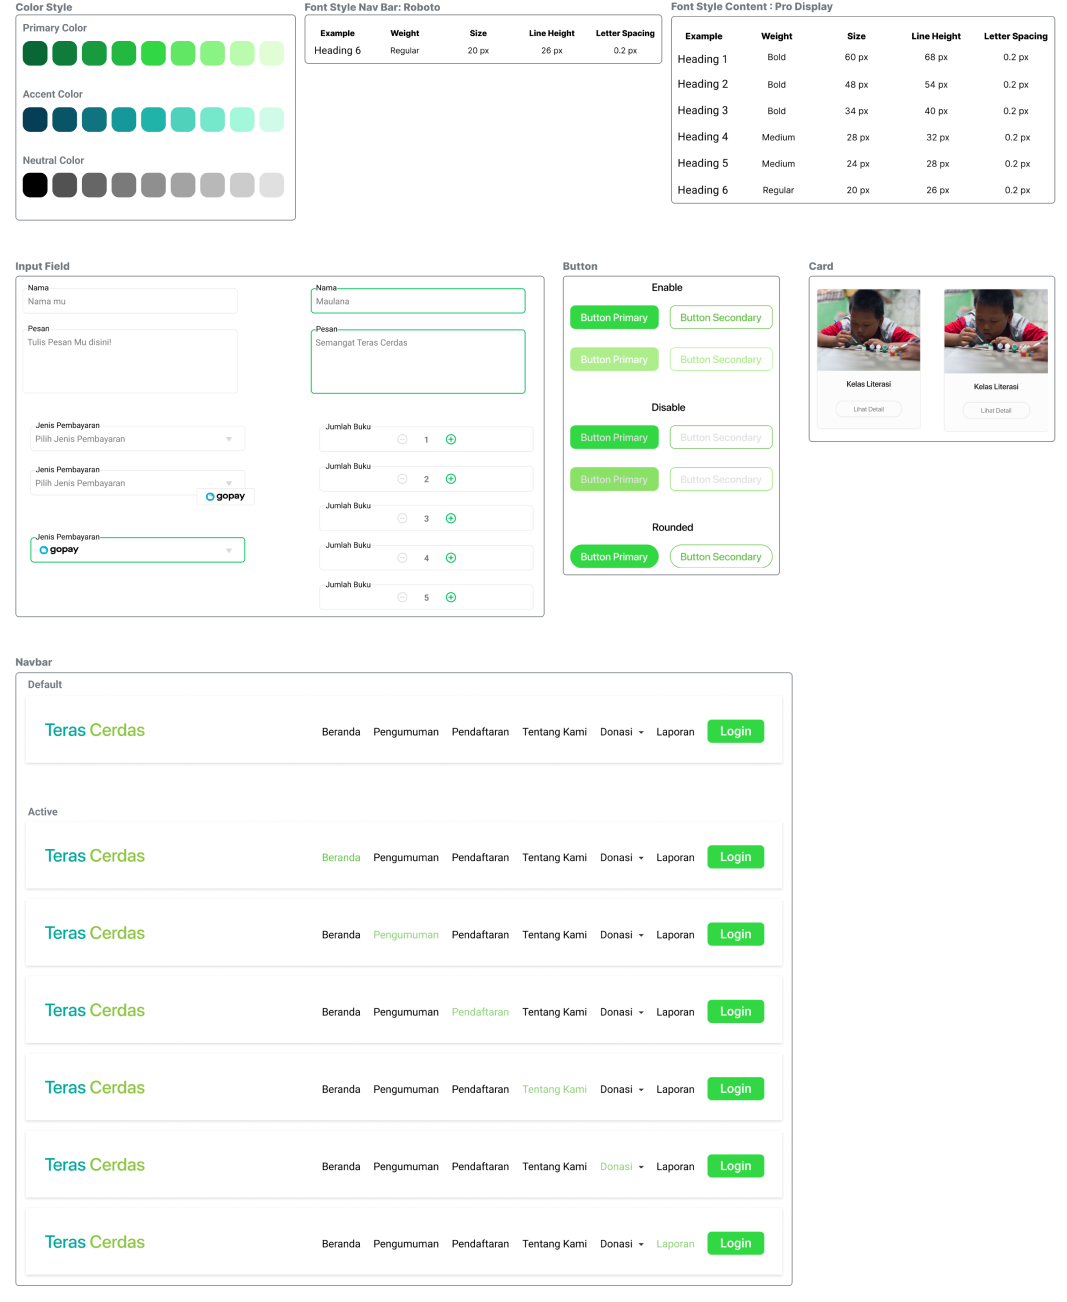 Color Style
Primary Color
Accent Color
Neutral Color
Font Style Nav Bar: Roboto
Example Weight Size Line Height Letter Spacing
Heading 6 Regular 20 px 26 px 0.2 px
Font Style Content : Pro Display
Example Weight Size Line Height Letter Spacing
Heading 1 Bold 60 px 68 px 0.2 px
Heading 2 Bold 48 px 54 px 0.2 px
Heading 3 Bold 34 px 40 px 0.2 px
Heading 4 Medium 28 px 32 px 0.2 px
Heading 5 Medium 24 px 28 px 0.2 px
Heading 6 Regular 20 px 26 px 0.2 px
Input Field
Nama
Nama mu
Pesan
Tulis Pesan Mu disini!
Nama
Maulana
Pesan
Semangat Teras Cerdas
Jenis Pembayaran
Pilih Jenis Pembayaran
Jenis Pembayaran
Pilih Jenis Pembayaran
gopay
Jenis Pembayaran
gopay
Jumlah Buku
1
Jumlah Buku
2
Jumlah Buku
3
Jumlah Buku
4
Jumlah Buku
5
Button
Enable
Button Primary Button Secondary
Button Primary Button Secondary
Disable
Button Primary Button Secondary
Button Primary Button Secondary
Rounded
Button Primary Button Secondary
Card
Kelas Literasi
Lihat Detail
Kelas Literasi
Lihat Detail
Navbar
Default
Teras Cerdas Beranda Pengumuman Pendaftaran Tentang Kami Donasi Laporan Login
Active
Teras Cerdas Beranda Pengumuman Pendaftaran Tentang Kami Donasi Laporan Login
Teras Cerdas Beranda Pengumuman Pendaftaran Tentang Kami Donasi Laporan Login
Teras Cerdas Beranda Pengumuman Pendaftaran Tentang Kami Donasi Laporan Login
Teras Cerdas Beranda Pengumuman Pendaftaran Tentang Kami Donasi Laporan Login
Teras Cerdas Beranda Pengumuman Pendaftaran Tentang Kami Donasi Laporan Login
Teras Cerdas Beranda Pengumuman Pendaftaran Tentang Kami Donasi Laporan Login